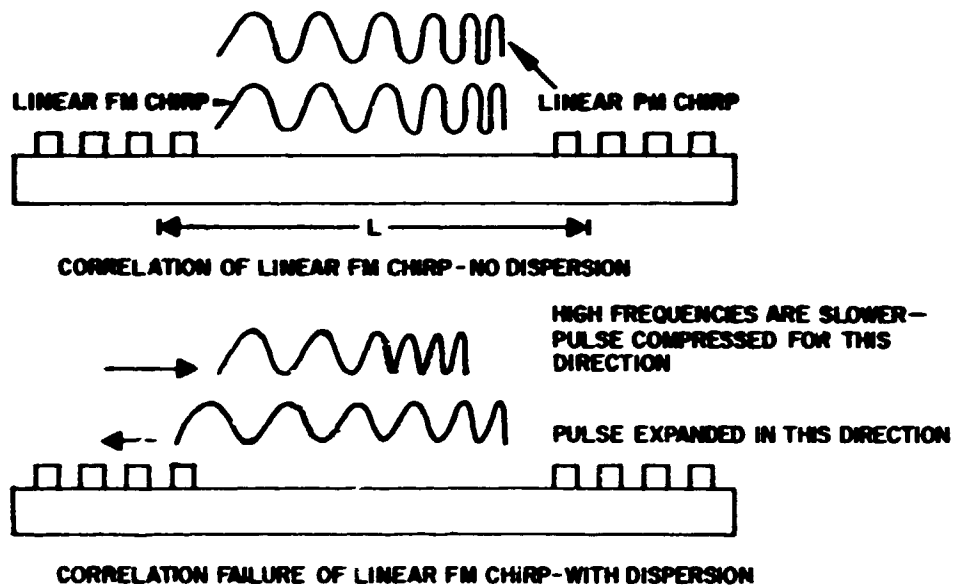 LINEAR FM CHIRP
LINEAR PM CHIRP
L
CORRELATION OF LINEAR FM CHIRP-NO DISPERSION
HIGH FREQUENCIES ARE SLOWER-
PULSE COMPRESSED FOR THIS
DIRECTION
PULSE EXPANDED IN THIS DIRECTION
CORRELATION FAILURE OF LINEAR FM CHIRP-WITH DISPERSION